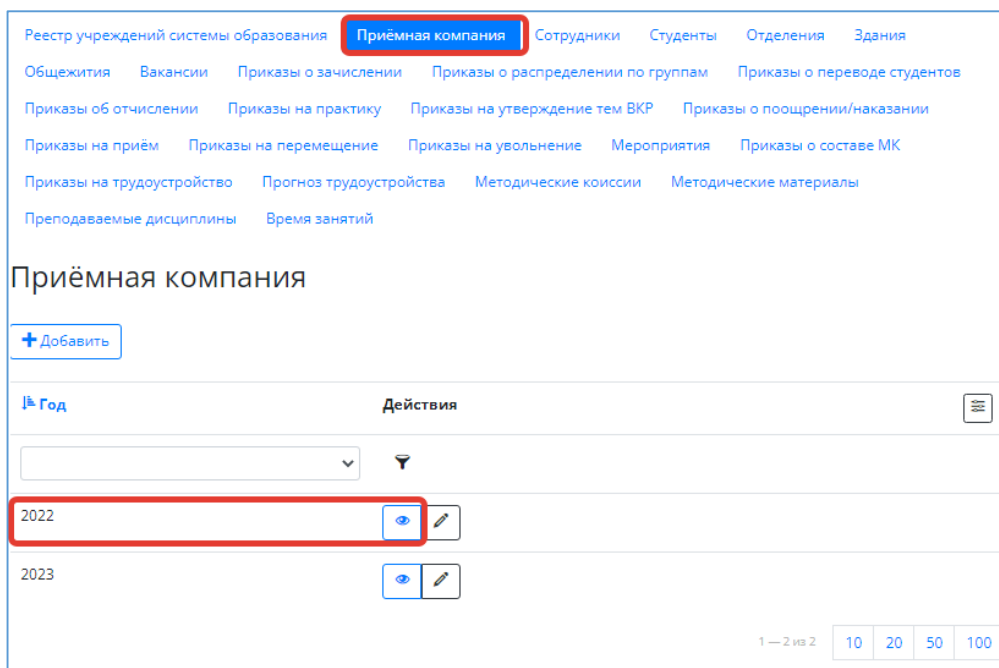 Реестр учреждений системы образования Приёмная компания Сотрудники Студенты Отделения Здания
Общежития Вакансии Приказы о зачислении Приказы о распределении по группам Приказы о переводе студентов
Приказы об отчислении Приказы на практику Приказы на утверждение тем ВКР Приказы о поощрении/наказании
Приказы на приём Приказы на перемещение Приказы на увольнение Мероприятия Приказы о составе МК
Приказы на трудоустройство Прогноз трудоустройства Методические коиссии Методические материалы
Преподаваемые дисциплины Время занятий
Приёмная компания
+Добавить
Год Действия
2022
2023
1 — 2 из 2 10 20 50 100